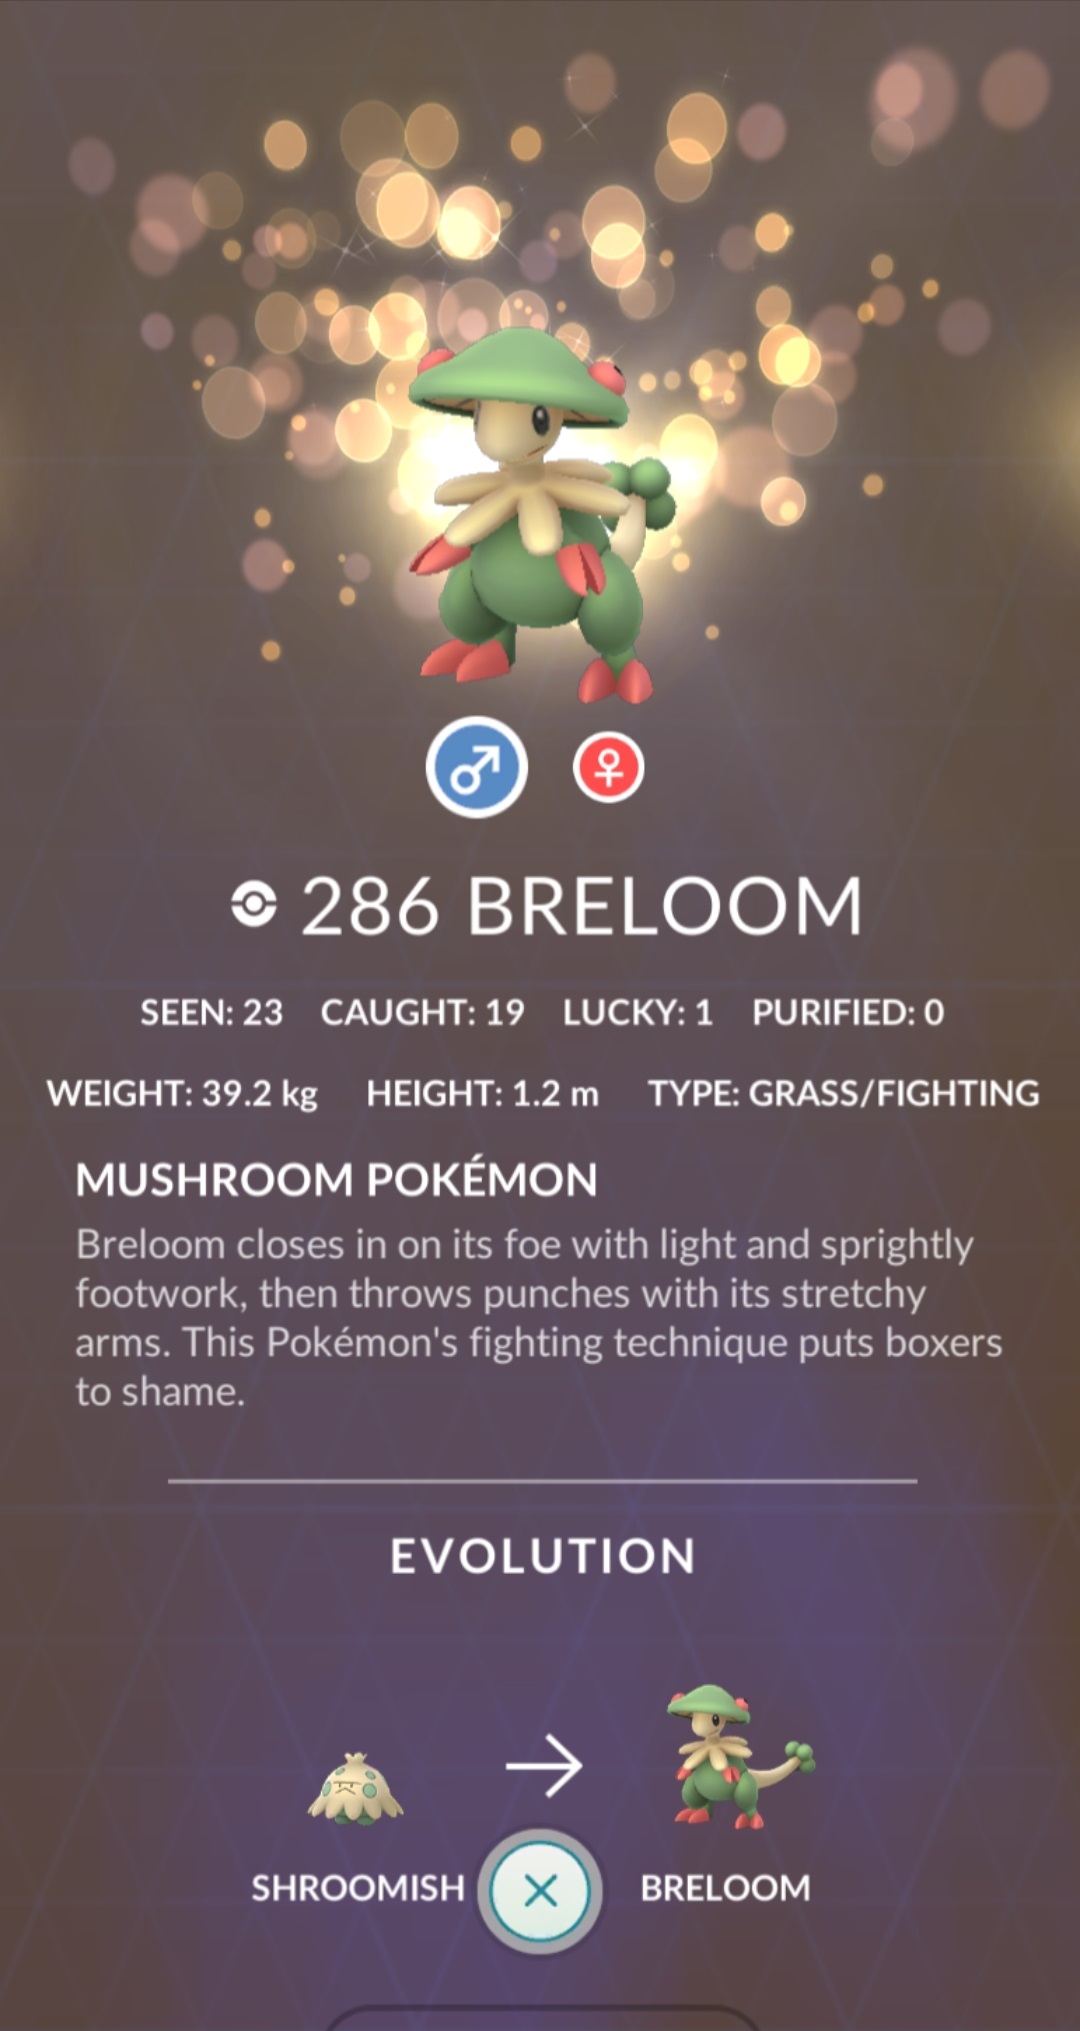 286 BRELOOM
SEEN: 23 CAUGHT: 19 LUCKY: 1 PURIFIED: 0
WEIGHT: 39.2 kg HEIGHT: 1.2 m TYPE: GRASS/FIGHTING
MUSHROOM POKÉMON
Breloom closes in on its foe with light and sprightly
footwork, then throws punches with its stretchy
arms. This Pokémon's fighting technique puts boxers
to shame.
EVOLUTION
SHROOMISH BRELOOM